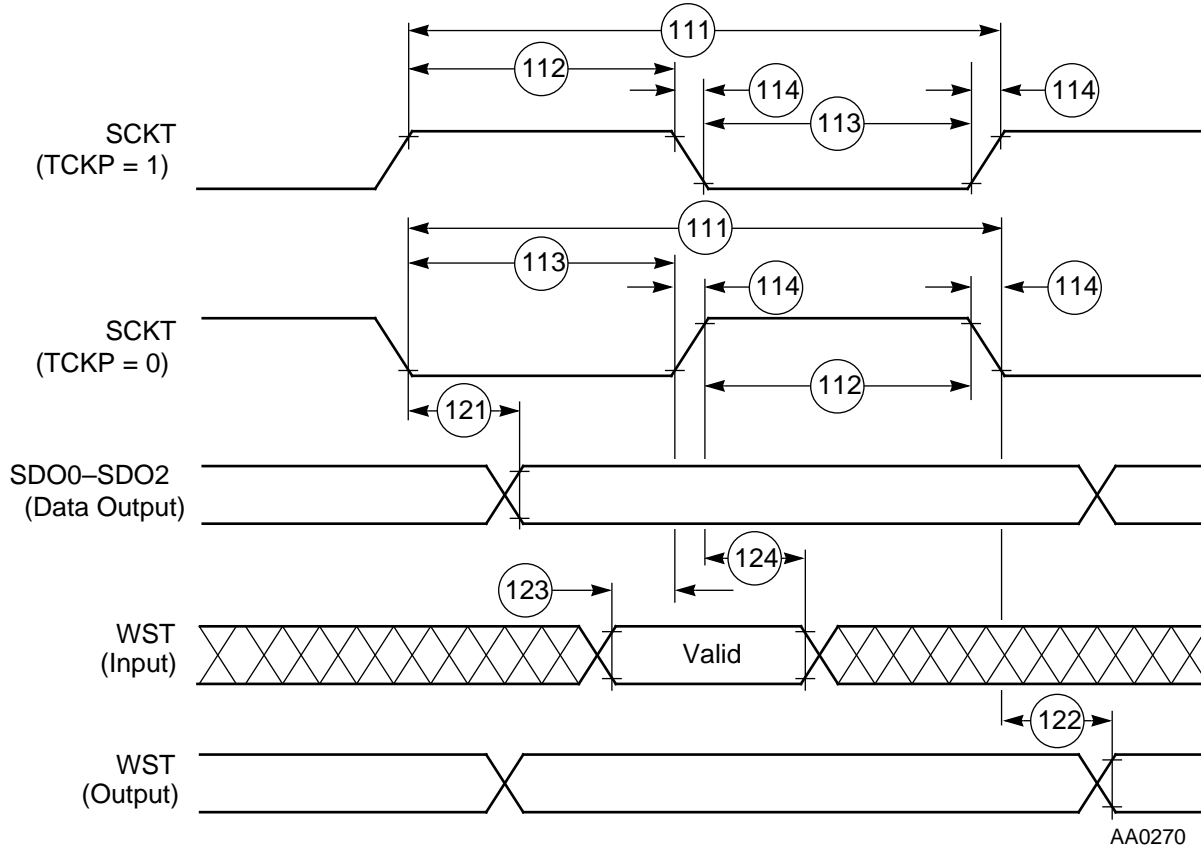 111
112
114
114
113
SCKT
(TCKP = 1)
111
113
114
114
SCKT
(TCKP = 0)
112
121
SDO0–SDO2
(Data Output)
124
123
WST
(Input)
Valid
122
WST
(Output)
AA0270